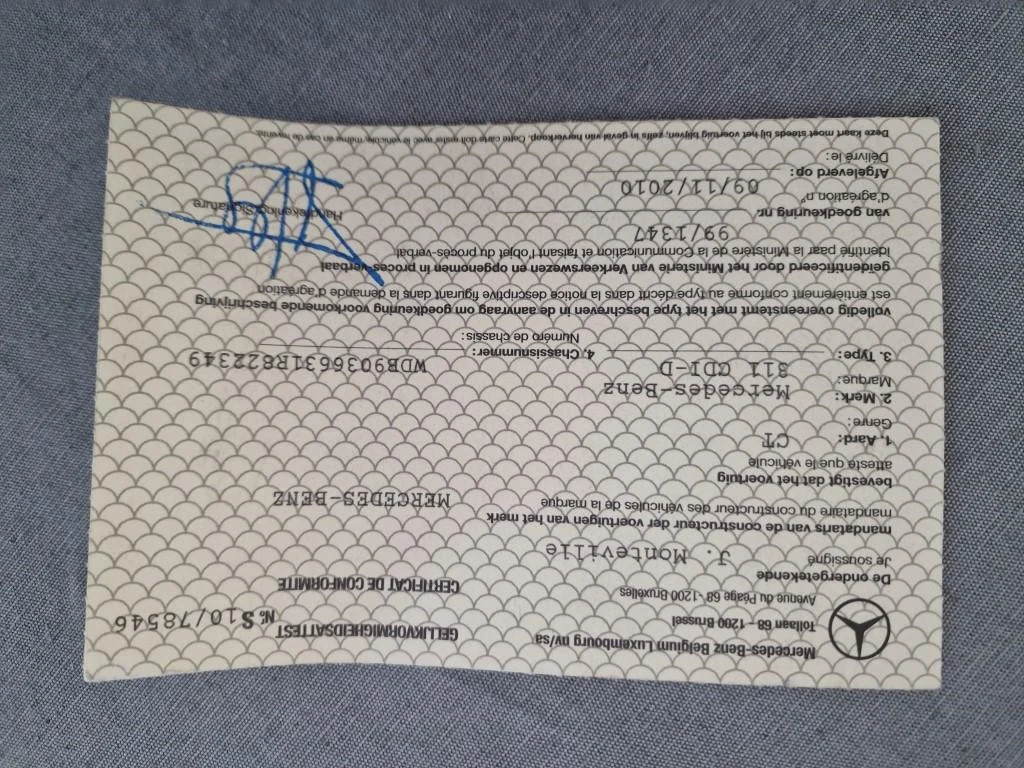 Mercedes-Benz Belgium Luxembourg nv/sa
Tollaan 68 - 1200 Brussel
Avenue du Péage 68 - 1200 Bruxelles
GELIJKVORMIGHEIDSATTEST
N° S 10/78546
CERTIFICAT DE CONFORMITE
De ondergetekende
Je soussigné
J. Monteville
mandataris van de constructeur der voertuigen van het merk
mandataire du constructeur des véhicules de la marque
MERCEDES-BENZ
bevestigt dat het voertuig
atteste que le véhicule
1. Aard: CT
Genre:
2. Merk: Mercedes-Benz
Marque:
3. Type: 311 CDI-D
4. Chassisnummer: WDB9036631R822349
Numéro de chassis:
volledig overeenstemt met het type beschreven in de aanvraag om goedkeuring voorkomende beschrijving
est entièrement conforme au type décrit dans la notice descriptive figurant dans la demande d'agréation
geïdentificeerd door het Ministerie van Verkeerswezen en opgenomen in proces-verbaal
identifié paar la Ministère de la Communication et faisant l'objet du procès-verbal
van goedkeuring nr. 99/1347
d'agréation n°
Afgeleverd op: 09/11/2010
Délivré le:
Handtekening/Signature
Deze kaart moet steeds bij het voertuig blijven, zelfs in geval van herverkoop. Cette carte doit rester avec le véhicule, même en cas de revente.